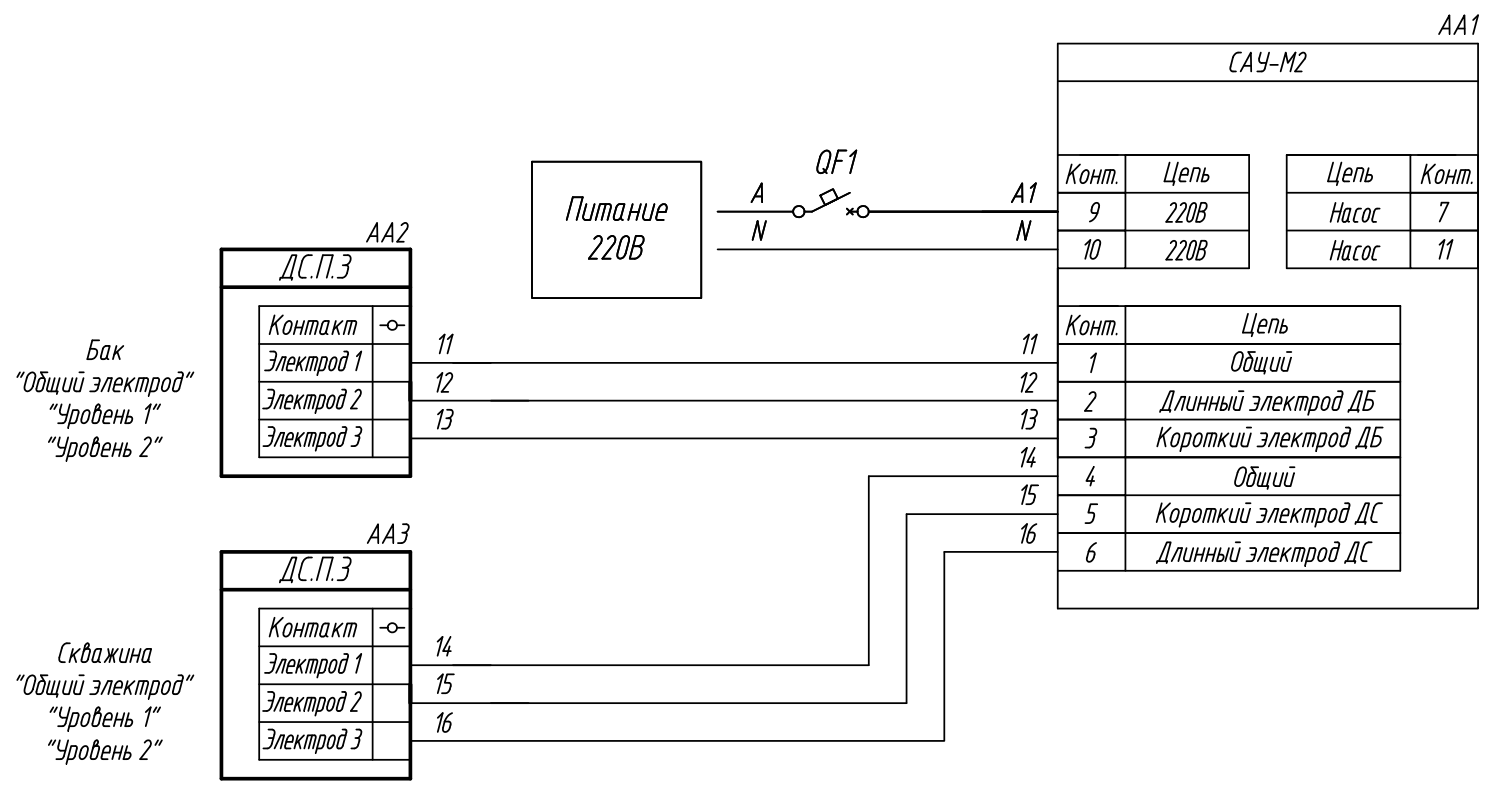 АА1
САУ-М2
Конт. Цепь
9 220В
10 220В
Цепь Конт.
Насос 7
Насос 11
Конт. Цепь
1 Общий
2 Длинный электрод ДБ
3 Короткий электрод ДБ
4 Общий
5 Короткий электрод ДС
6 Длинный электрод ДС
QF1
A A1
N N
Питание
220В
АА2
ДС.П.3
Контакт
Электрод 1
Электрод 2
Электрод 3
Бак
"Общий электрод"
"Уровень 1"
"Уровень 2"
11 11
12 12
13 13
14
15
16
АА3
ДС.П.3
Контакт
Электрод 1
Электрод 2
Электрод 3
Скважина
"Общий электрод"
"Уровень 1"
"Уровень 2"
14
15
16